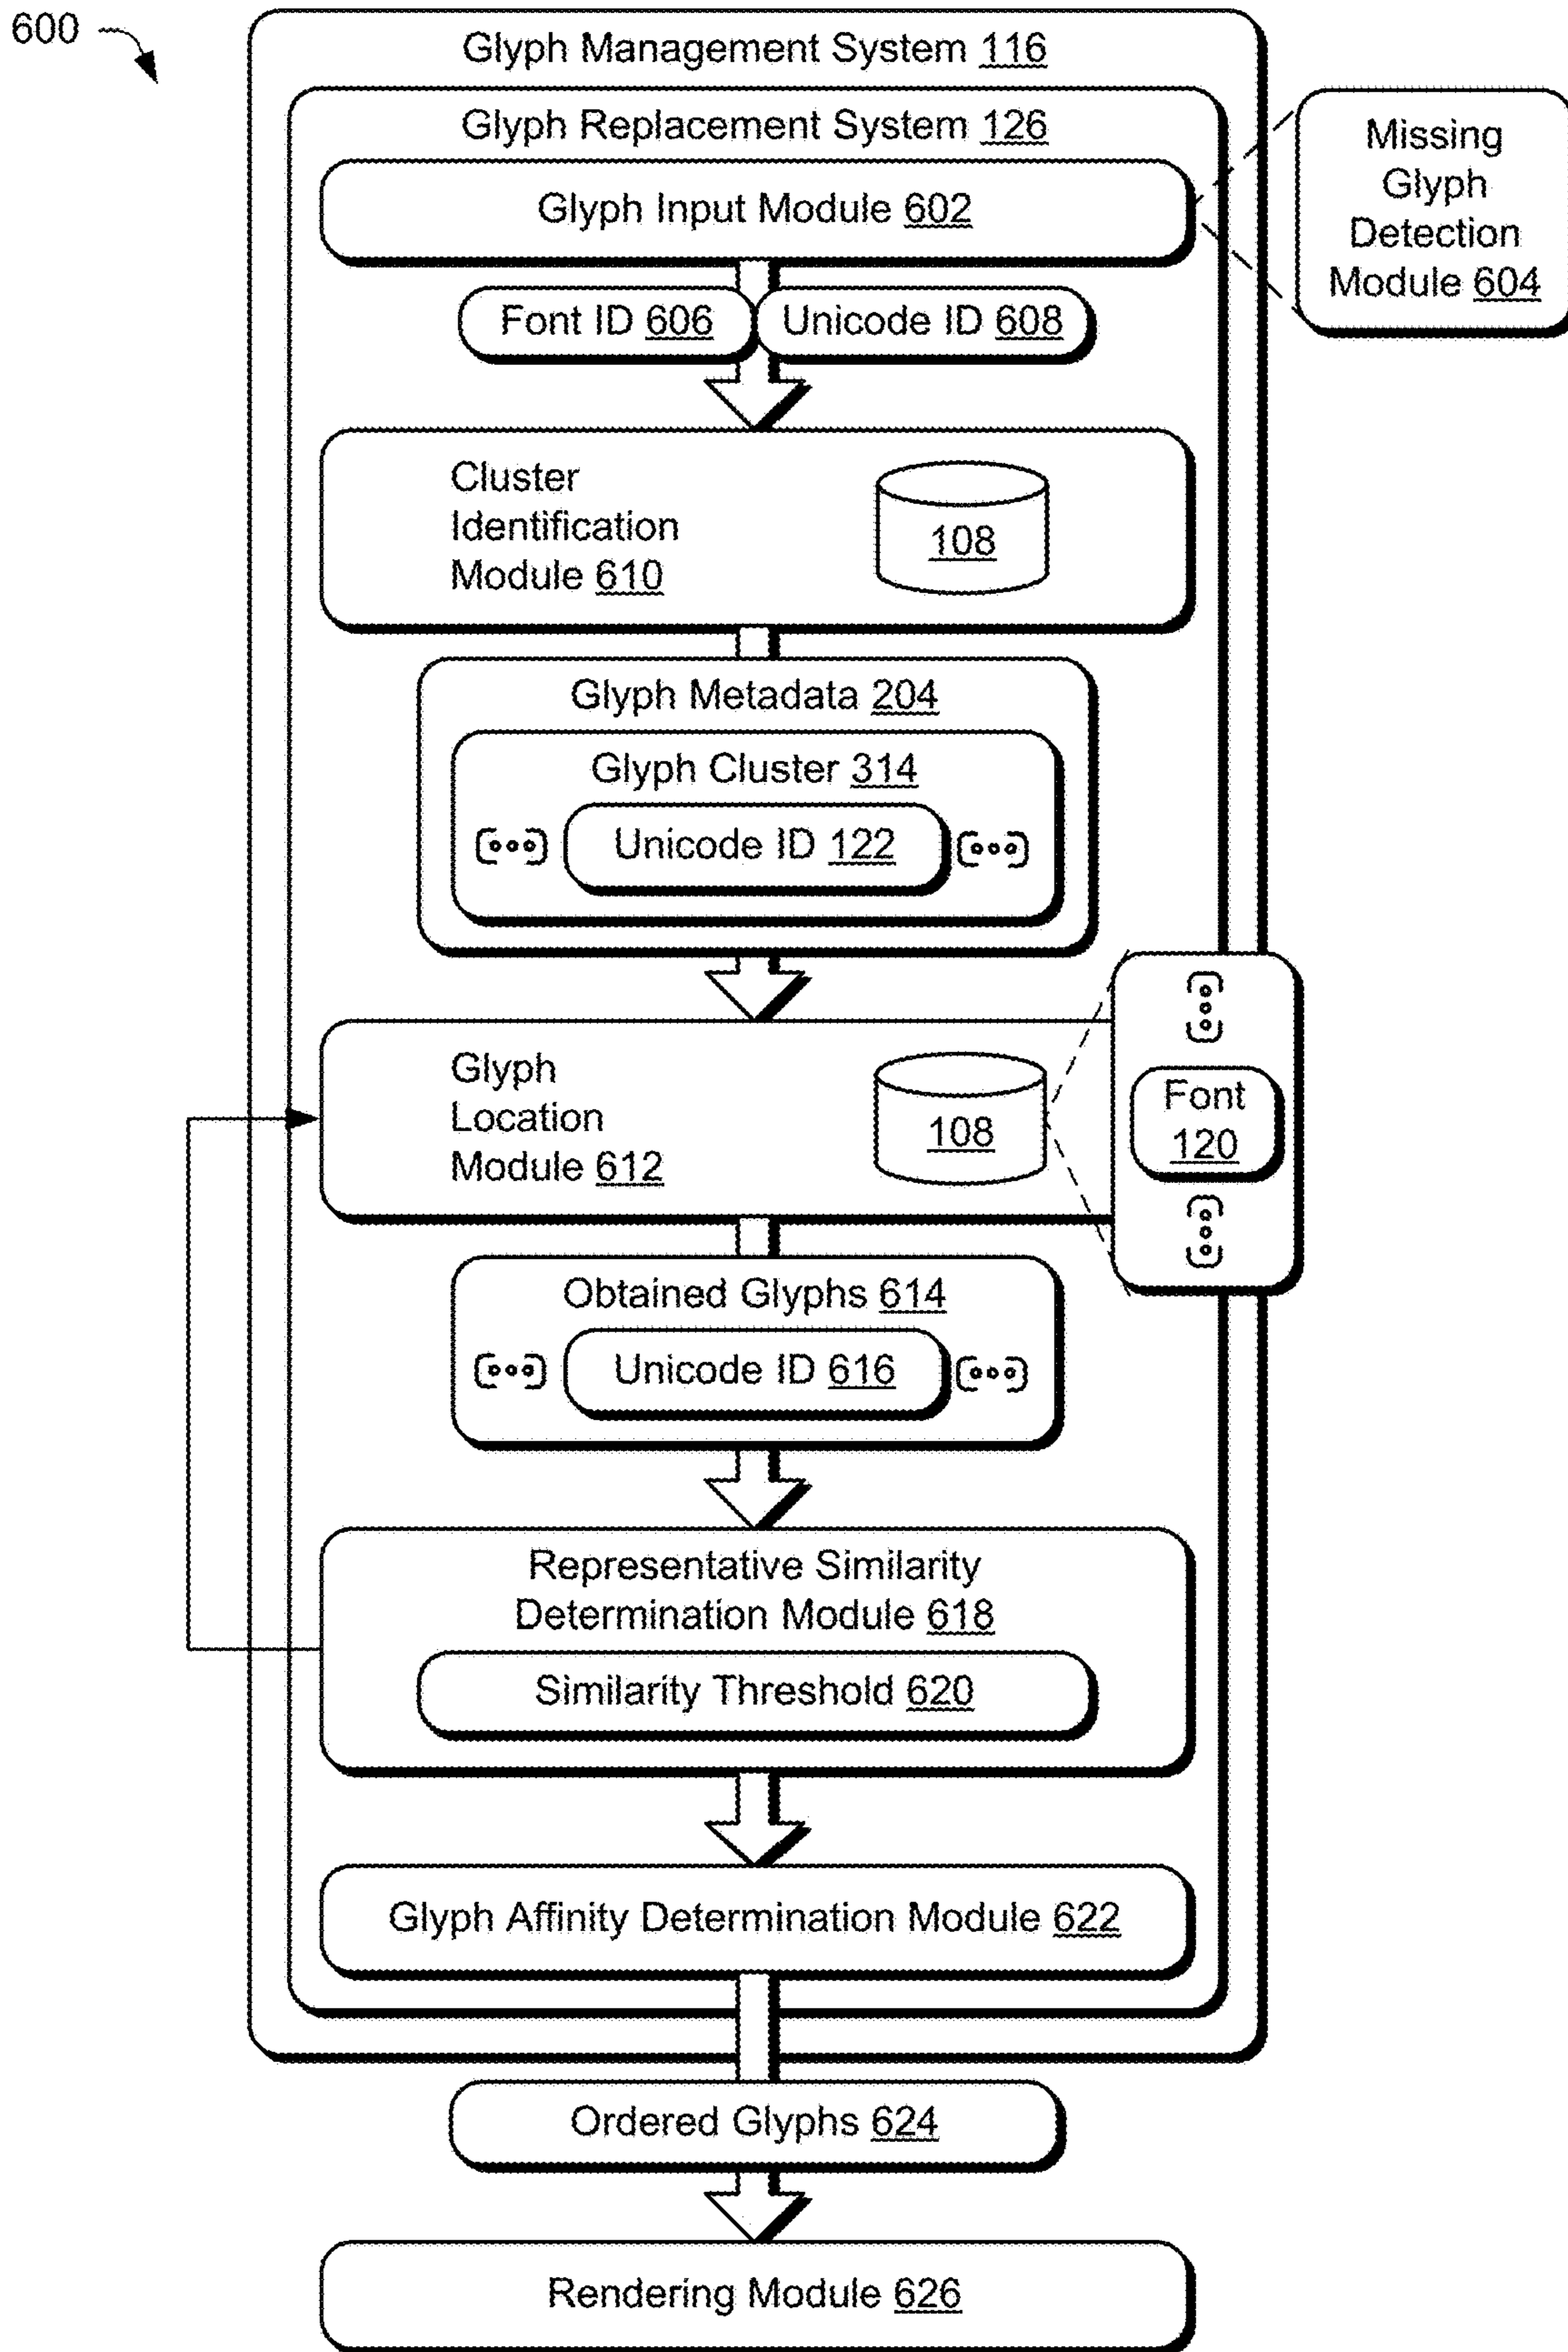 600
Glyph Management System 116
Glyph Replacement System 126
Glyph Input Module 602
Missing
Glyph
Detection
Module 604
Font ID 606
Unicode ID 608
Cluster
Identification
Module 610
108
Glyph Metadata 204
Glyph Cluster 314
Unicode ID 122
Glyph
Location
Module 612
108
Font
120
Obtained Glyphs 614
Unicode ID 616
Representative Similarity
Determination Module 618
Similarity Threshold 620
Glyph Affinity Determination Module 622
Ordered Glyphs 624
Rendering Module 626